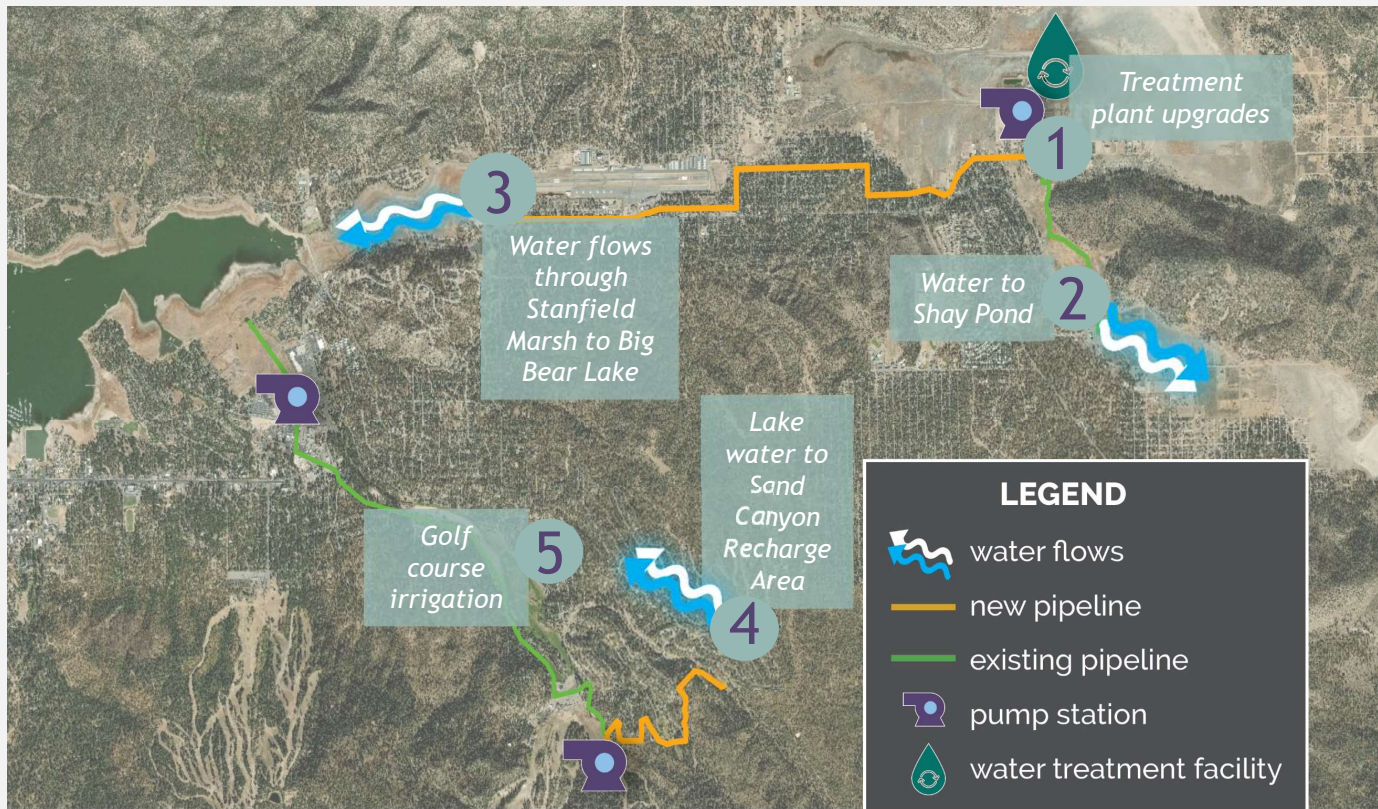 Treatment
plant upgrades
1
3
Water flows
through
Stanfield
Marsh to Big
Bear Lake
Water to
Shay Pond
2
Lake
water to
Sand
Canyon
Recharge
Area
4
Golf
course
irrigation
5
LEGEND
water flows
new pipeline
existing pipeline
pump station
water treatment facility